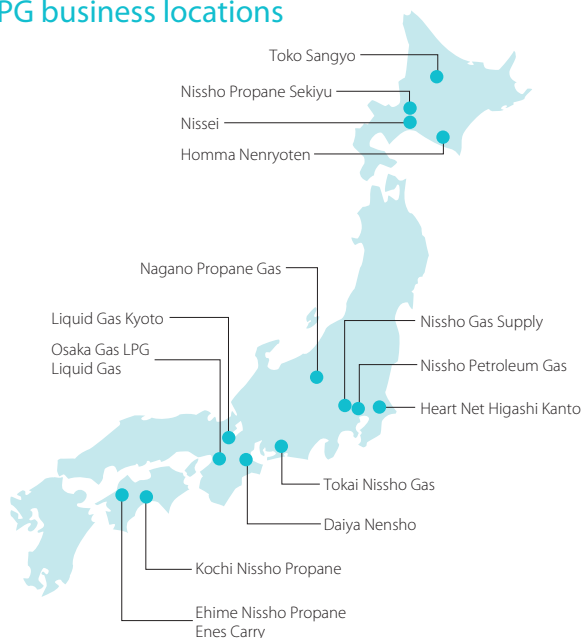 PG business locations
Toko Sangyo
Nissho Propane Sekiyu
Nissei
Homma Nenryoten
Nagano Propane Gas
Liquid Gas Kyoto
Osaka Gas LPG
Liquid Gas
Nissho Gas Supply
Nissho Petroleum Gas
Heart Net Higashi Kanto
Tokai Nissho Gas
Daiya Nensho
Kochi Nissho Propane
Ehime Nissho Propane
Enes Carry